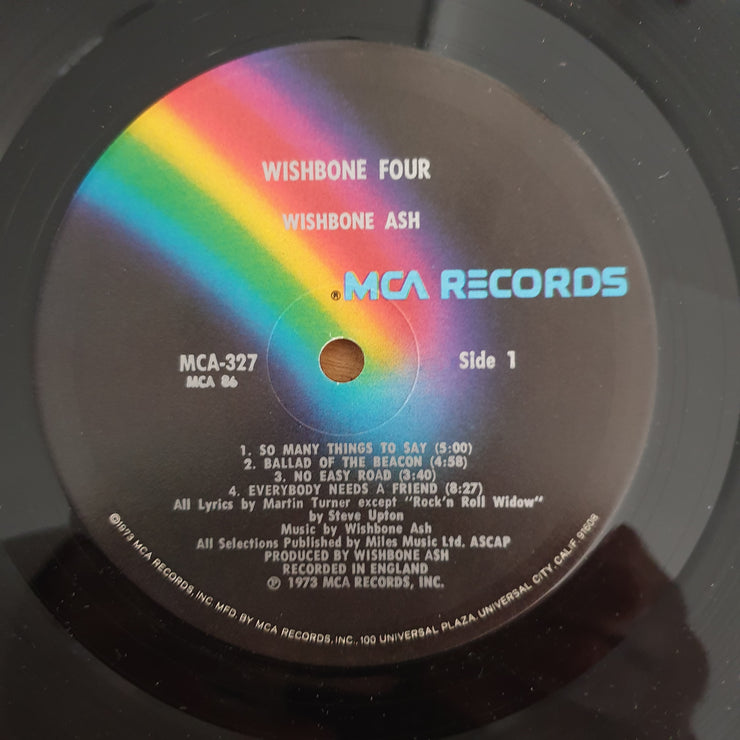 WISHBONE FOUR
WISHBONE ASH
® MCA RECORDS
MCA-327
MCA 86
Side 1
1. SO MANY THINGS TO SAY (5:00)
2. BALLAD OF THE BEACON (4:58)
3. NO EASY ROAD (3:40)
4. EVERYBODY NEEDS A FRIEND (8:27)
All Lyrics by Martin Turner except "Rock'n Roll Widow"
by Steve Upton
Music by Wishbone Ash
All Selections Published by Miles Music Ltd. ASCAP
PRODUCED BY WISHBONE ASH
RECORDED IN ENGLAND
℗ 1973 MCA RECORDS, INC.
©1973 MCA RECORDS, INC. MFD. BY MCA RECORDS, INC., 100 UNIVERSAL PLAZA, UNIVERSAL CITY, CALIF. 91608